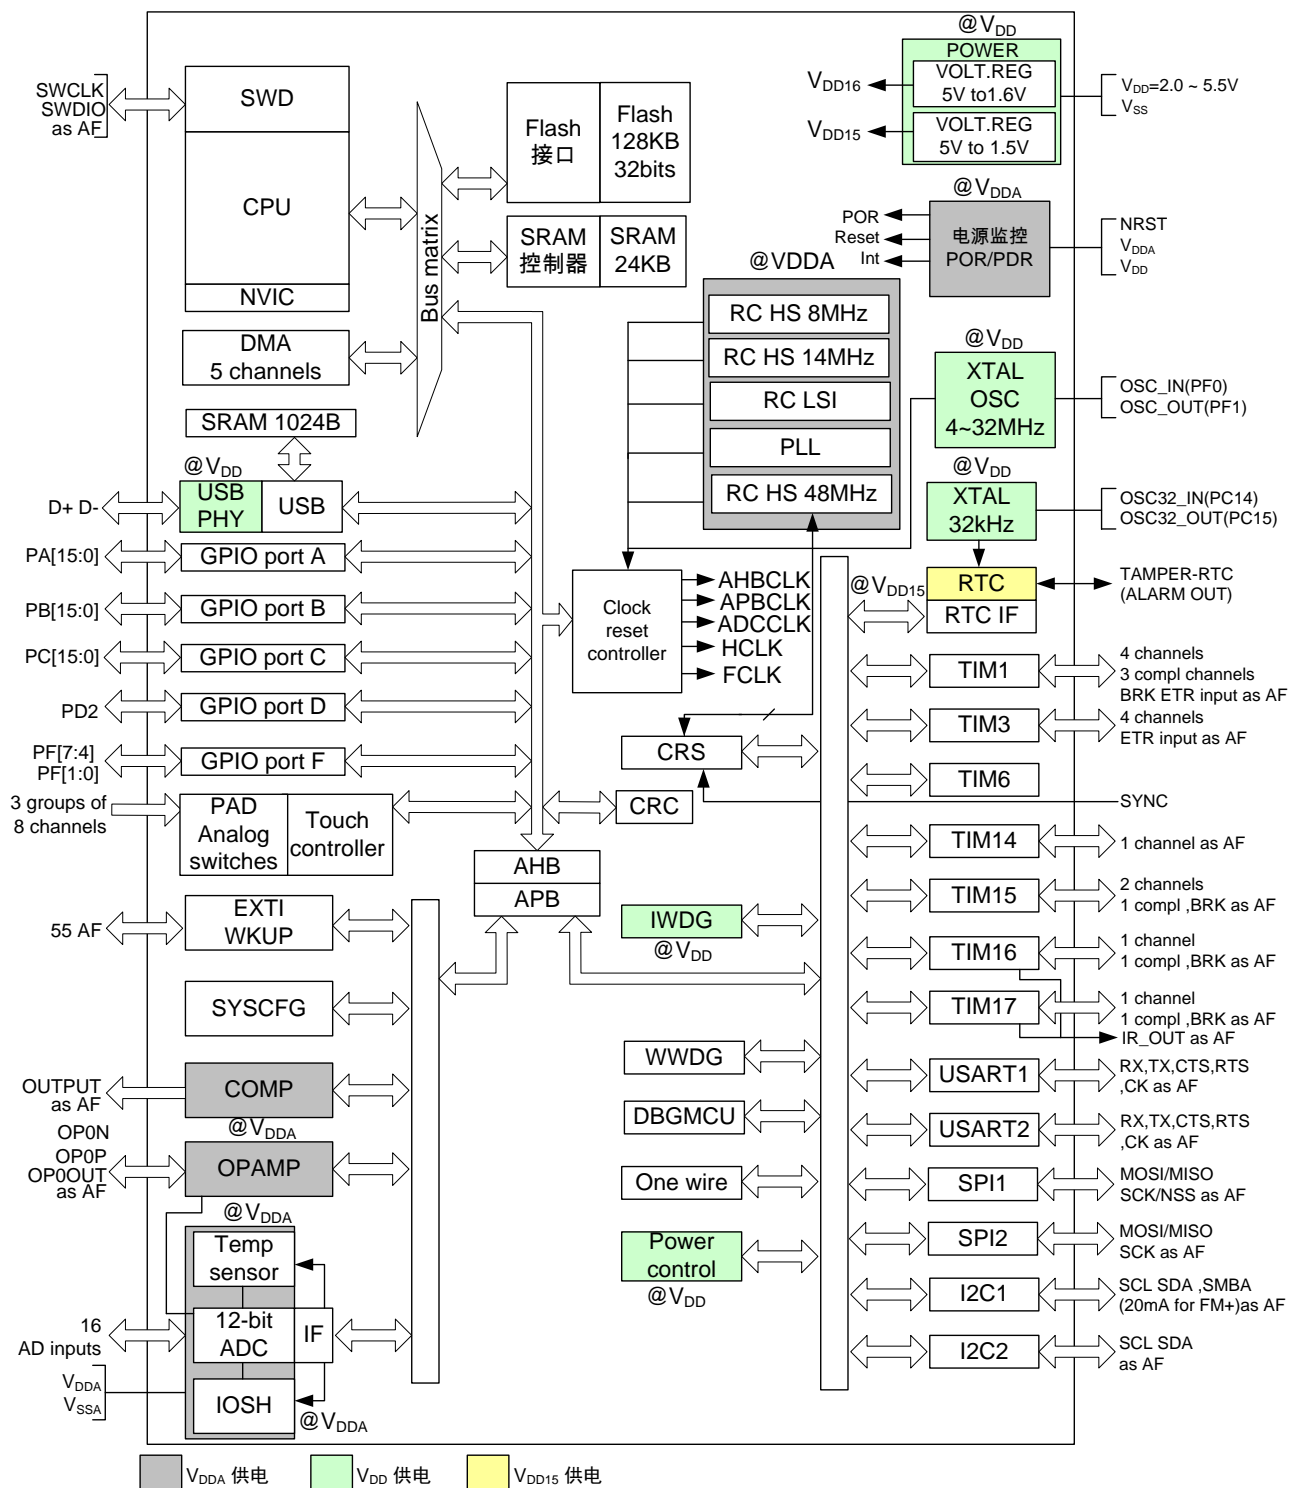 @VDD
POWER
VOLT.REG
5V to1.6V
VOLT.REG
5V to 1.5V
VDD16
VDD15
VDD=2.0 ~ 5.5V
VSS
SWCLK
SWDIO
as AF
SWD
CPU
NVIC
DMA
5 channels
Bus matrix
Flash
接口
Flash
128KB
32bits
SRAM
控制器
SRAM
24KB
@VDDA
POR
Reset
Int
电源监控
POR/PDR
NRST
VDDA
VDD
@VDDA
RC HS 8MHz
RC HS 14MHz
RC LSI
PLL
RC HS 48MHz
@VDD
XTAL
OSC
4~32MHz
OSC_IN(PF0)
OSC_OUT(PF1)
@VDD
XTAL
32kHz
OSC32_IN(PC14)
OSC32_OUT(PC15)
SRAM 1024B
@VDD
USB
PHY
USB
D+ D-
PA[15:0]
GPIO port A
PB[15:0]
GPIO port B
PC[15:0]
GPIO port C
PD2
GPIO port D
PF[7:4]
PF[1:0]
GPIO port F
3 groups of
8 channels
PAD
Analog
switches
Touch
controller
Clock
reset
controller
AHBCLK
APBCLK
ADCCLK
HCLK
FCLK
@VDD15
RTC
RTC IF
TAMPER-RTC
(ALARM OUT)
CRS
CRC
AHB
APB
TIM1
4 channels
3 compl channels
BRK ETR input as AF
TIM3
4 channels
ETR input as AF
TIM6
SYNC
TIM14
1 channel as AF
TIM15
2 channels
1 compl ,BRK as AF
TIM16
1 channel
1 compl ,BRK as AF
TIM17
1 channel
1 compl ,BRK as AF
IR_OUT as AF
55 AF
EXTI
WKUP
IWDG
@VDD
SYSCFG
WWDG
USART1
RX,TX,CTS,RTS
,CK as AF
OUTPUT
as AF
COMP
@VDDA
DBGMCU
USART2
RX,TX,CTS,RTS
,CK as AF
OP0N
OP0P
OP0OUT
as AF
OPAMP
@VDDA
One wire
SPI1
MOSI/MISO
SCK/NSS as AF
Temp
sensor
Power
control
@VDD
SPI2
MOSI/MISO
SCK as AF
I2C1
SCL SDA ,SMBA
(20mA for FM+)as AF
16
AD inputs
12-bit
ADC
IF
I2C2
SCL SDA
as AF
VDDA
VSSA
IOSH
@VDDA
VDDA 供电
VDD 供电
VDD15 供电